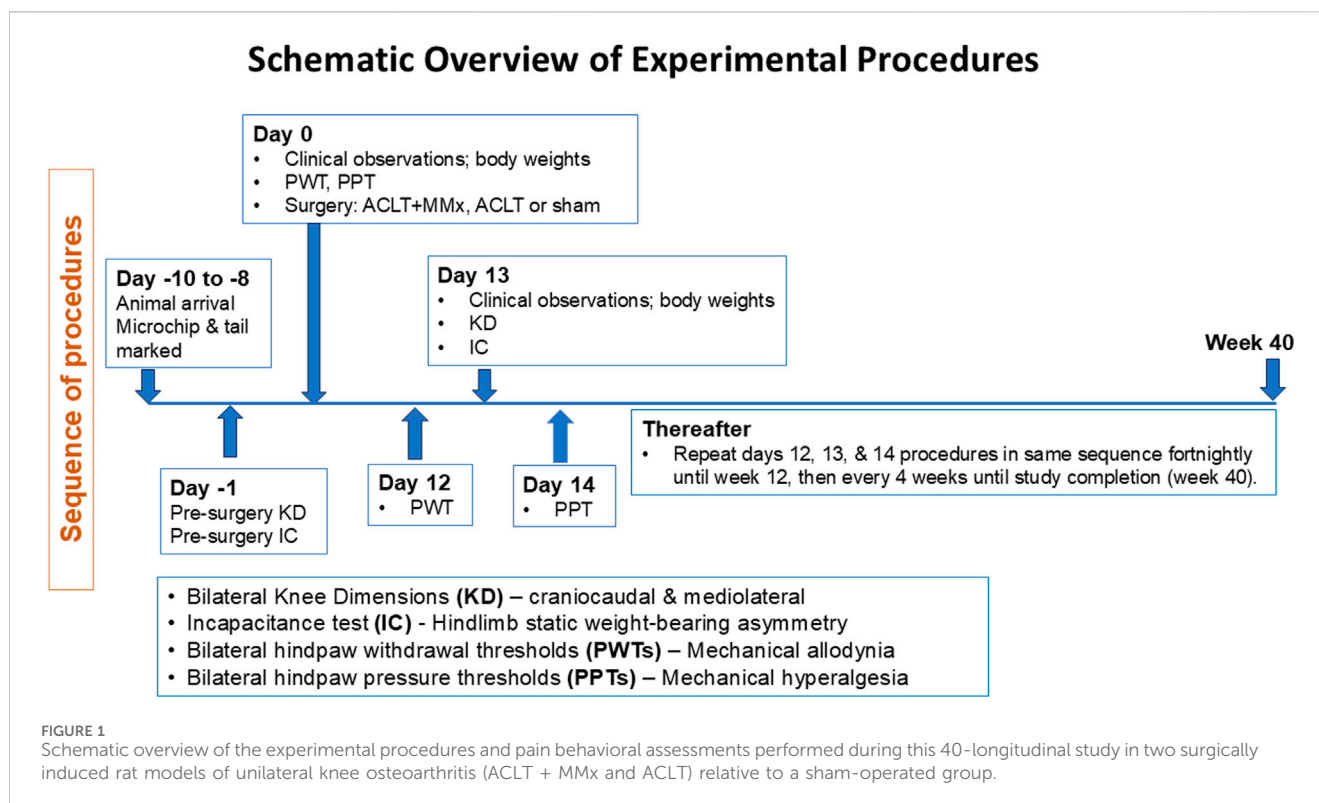 Schematic Overview of Experimental Procedures
Sequence of procedures
Day 0
• Clinical observations; body weights
• PWT, PPT
• Surgery: ACLT+MMx, ACLT or sham
Day -10 to -8
Animal arrival
Microchip & tail
marked
Day 13
• Clinical observations; body weights
• KD
• IC
Week 40
Day -1
Pre-surgery KD
Pre-surgery IC
Day 12
• PWT
Day 14
• PPT
Thereafter
• Repeat days 12, 13, & 14 procedures in same sequence fortnightly
until week 12, then every 4 weeks until study completion (week 40).
• Bilateral Knee Dimensions (KD) – craniocaudal & mediolateral
• Incapacitance test (IC) - Hindlimb static weight-bearing asymmetry
• Bilateral hindpaw withdrawal thresholds (PWTs) – Mechanical allodynia
• Bilateral hindpaw pressure thresholds (PPTs) – Mechanical hyperalgesia
FIGURE 1
Schematic overview of the experimental procedures and pain behavioral assessments performed during this 40-longitudinal study in two surgically
induced rat models of unilateral knee osteoarthritis (ACLT + MMx and ACLT) relative to a sham-operated group.